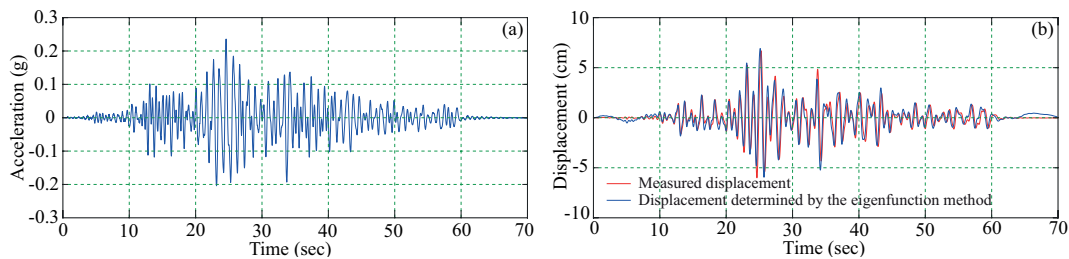 (a)
Acceleration (g)
0.3
0.2
0.1
0
-0.1
-0.2
-0.3
0 10 20 30 40 50 60 70
Time (sec)
(b)
Displacement (cm)
10
5
0
-5
-10
Measured displacement
Displacement determined by the eigenfunction method
0 10 20 30 40 50 60 70
Time (sec)